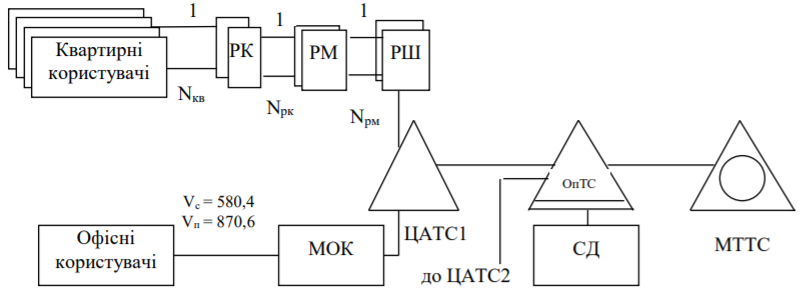 1
1
1
Квартирні
користувачі
РК
РМ
РШ
Nкв
Nрк
Nрм
ОпТС
Vс = 580,4
Vп = 870,6
ЦАТС1
МТТС
Офісні
користувачі
МОК
до ЦАТС2
СД